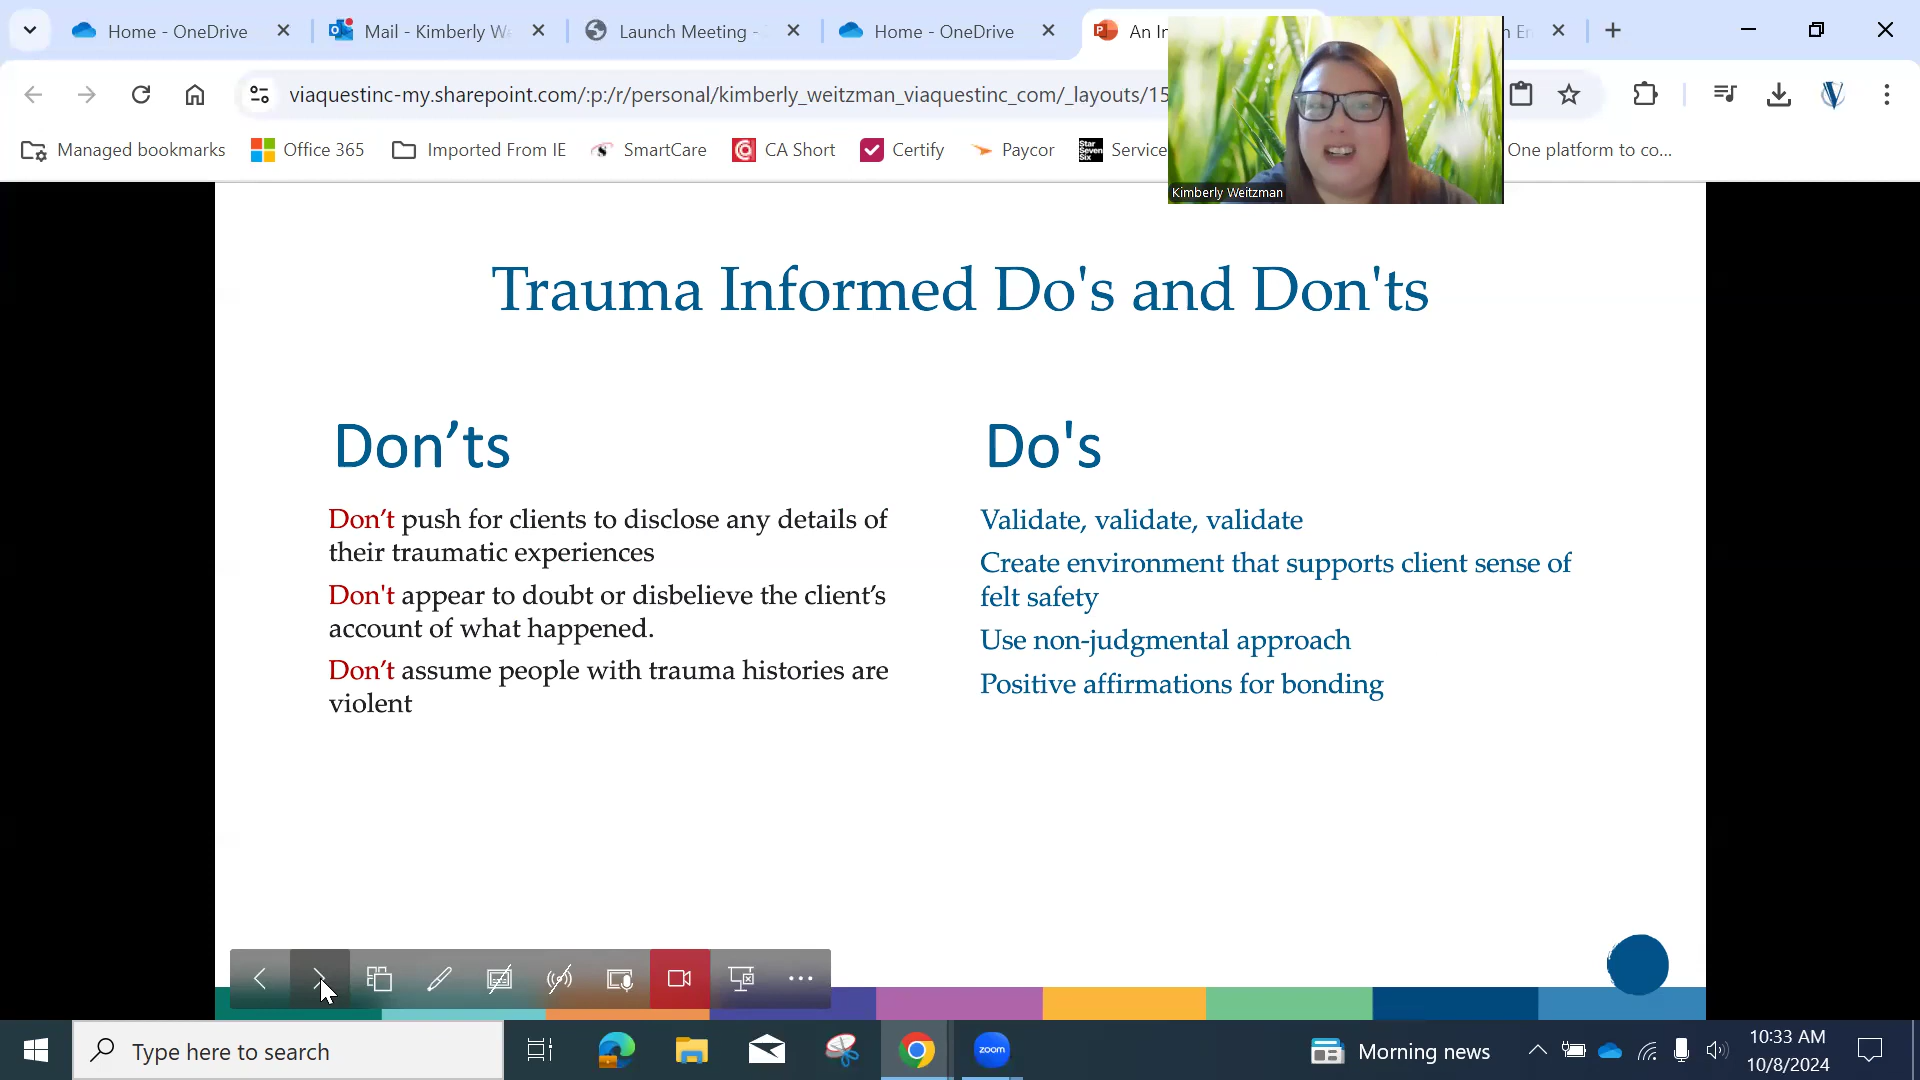 Home - OneDrive
Mail - Kimberly W
Launch Meeting -
Home - OneDrive
An In
viaquestinc-my.sharepoint.com/:p:/r/personal/kimberly_weitzman_viaquestinc_com/_layouts/15
Managed bookmarks
Office 365
Imported From IE
SmartCare
CA Short
Certify
Paycor
Star Seven Six
Service
One platform to co...
Kimberly Weitzman
Trauma Informed Do's and Don'ts
Don’ts
Don’t push for clients to disclose any details of
their traumatic experiences
Don't appear to doubt or disbelieve the client’s
account of what happened.
Don’t assume people with trauma histories are
violent
Do's
Validate, validate, validate
Create environment that supports client sense of
felt safety
Use non-judgmental approach
Positive affirmations for bonding
Type here to search
zoom
Morning news
10:33 AM
10/8/2024